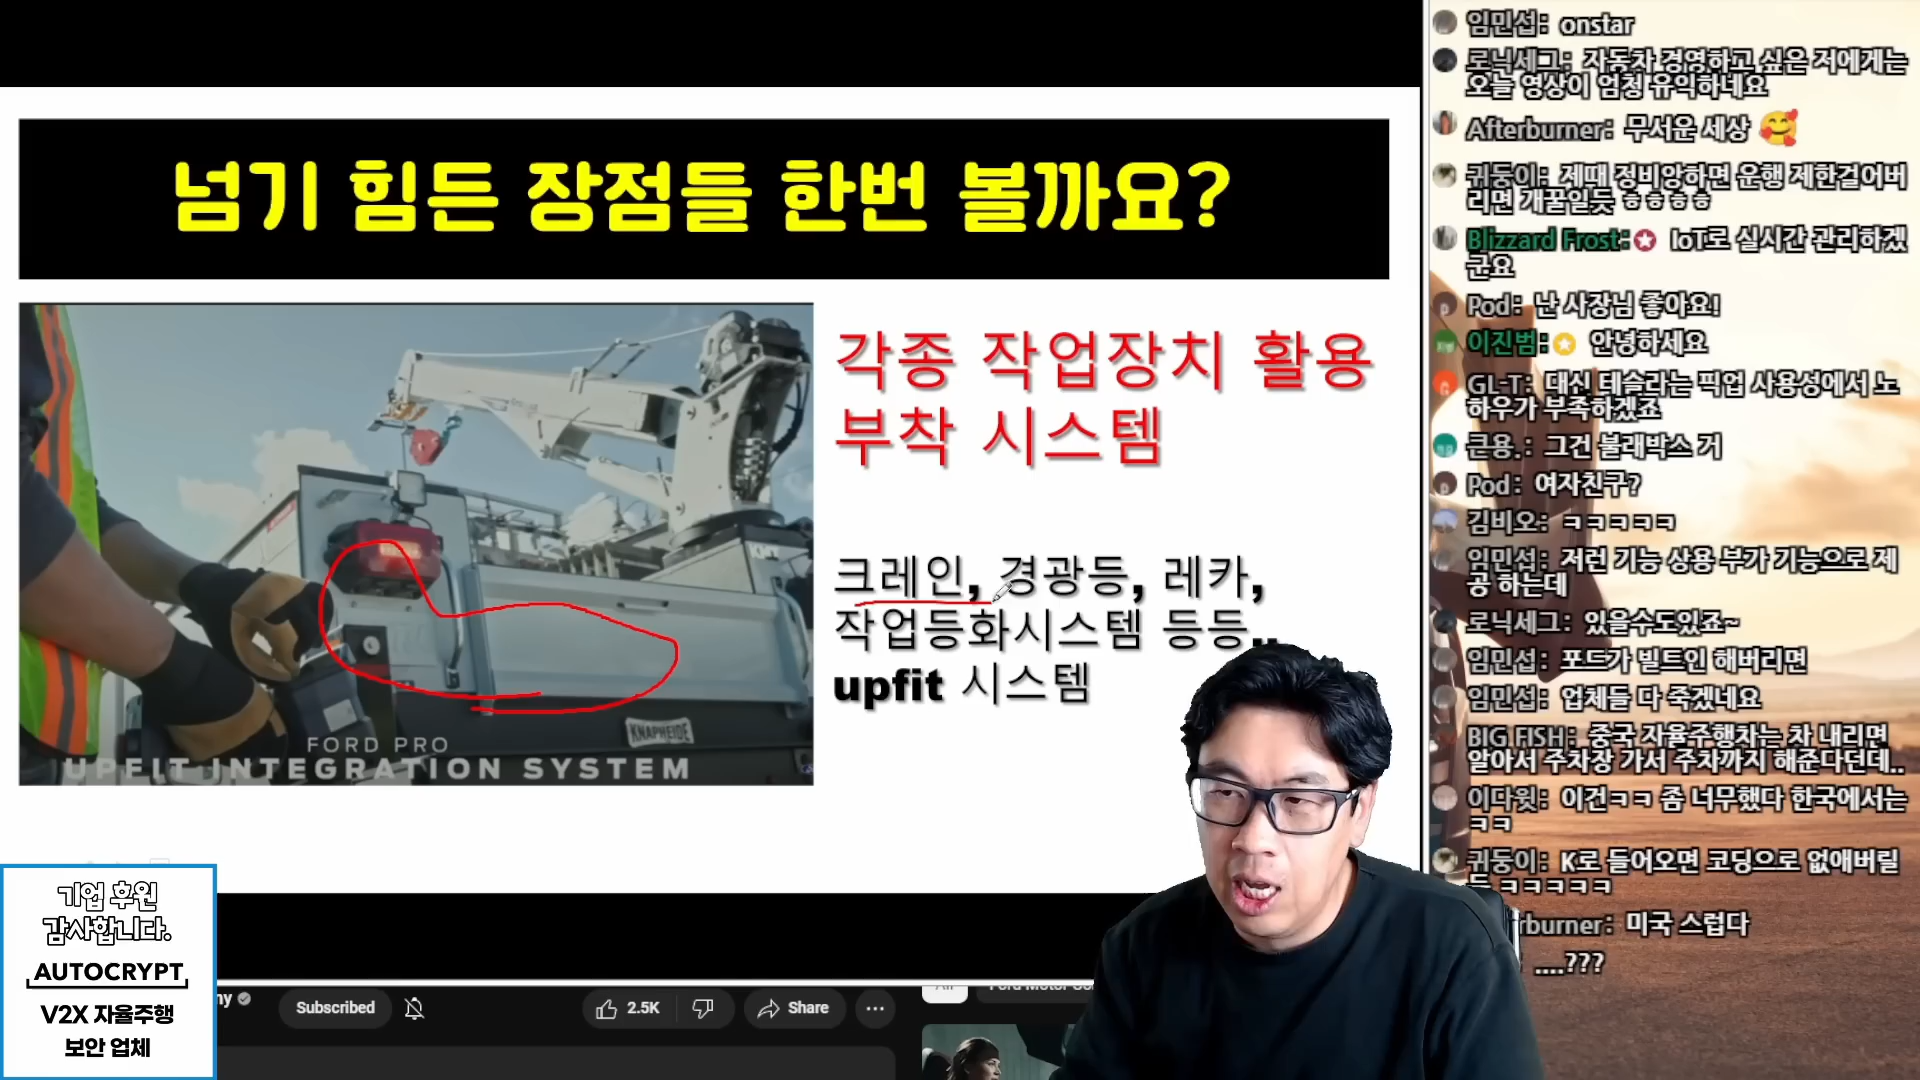 넘기 힘든 장점들 한번 볼까요?
각종 작업장치 활용
부착 시스템
크레인, 경광등, 레카,
작업등화시스템 등등..
upfit 시스템
KNAPHEIDE
FORD PRO
UPFIT INTEGRATION SYSTEM
기업 후원
감사합니다.
AUTOCRYPT
V2X 자율주행
보안 업체
Subscribed
2.5K
Share
임민섭: onstar
로닉세그: 자동차 경영하고 싶은 저에게는
오늘 영상이 엄청 유익하네요
Afterburner: 무서운 세상 🥰
귀둥이: 제때 정비앙하면 운행 제한걸어버
리면 개꿀일듯 ㅎㅎㅎㅎ
Blizzard Frost: IoT로 실시간 관리하겠
군요
Pod: 난 사장님 좋아요!
이진범: 안녕하세요
GL-T: 대신 테슬라는 픽업 사용성에서 노
하우가 부족하겠죠
큰용.: 그건 불래박스 거
Pod: 여자친구?
김비오: ㅋㅋㅋㅋㅋ
임민섭: 저런 기능 상용 부가 기능으로 제
공 하는데
로닉세그: 있을수도있죠~
임민섭: 포드가 빌트인 해버리면
임민섭: 업체들 다 죽겠네요
BIG FISH: 중국 자율주행차는 차 내리면
알아서 주차장 가서 주차까지 해준다던데..
이다윗: 이건ㅋㅋ 좀 너무했다 한국에서는
ㅋㅋ
귀둥이: K로 들어오면 코딩으로 없애버릴
듯 ㅋㅋㅋㅋㅋ
rburner: 미국 스럽다
....???